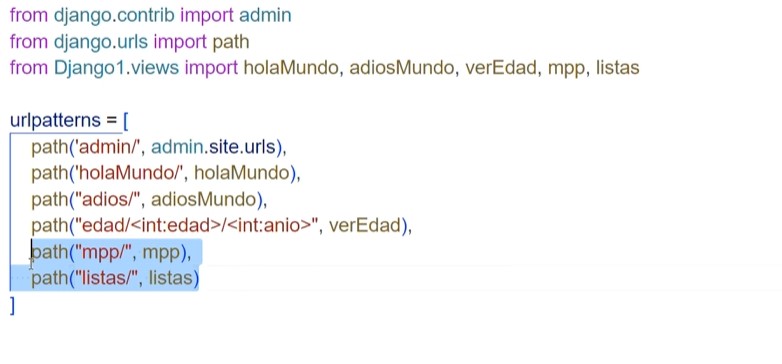 from django.contrib import admin
from django.urls import path
from Django1.views import holaMundo, adiosMundo, verEdad, mpp, listas
urlpatterns = [
path('admin/', admin.site.urls),
path('holaMundo/', holaMundo),
path("adios/", adiosMundo),
path("edad/<int:edad>/<int:anio>", verEdad),
path("mpp/", mpp),
path("listas/", listas)
]